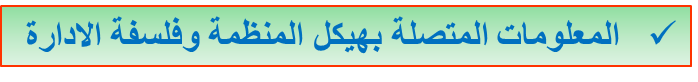 ✓ المعلومات المتصلة بهيكل المنظمة وفلسفة الادارة